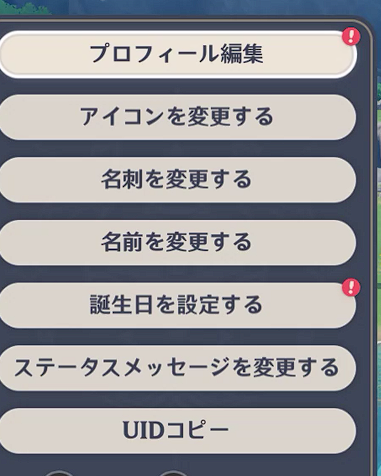 プロフィール編集
アイコンを変更する
名刺を変更する
名前を変更する
誕生日を設定する
ステータスメッセージを変更する
UIDコピー